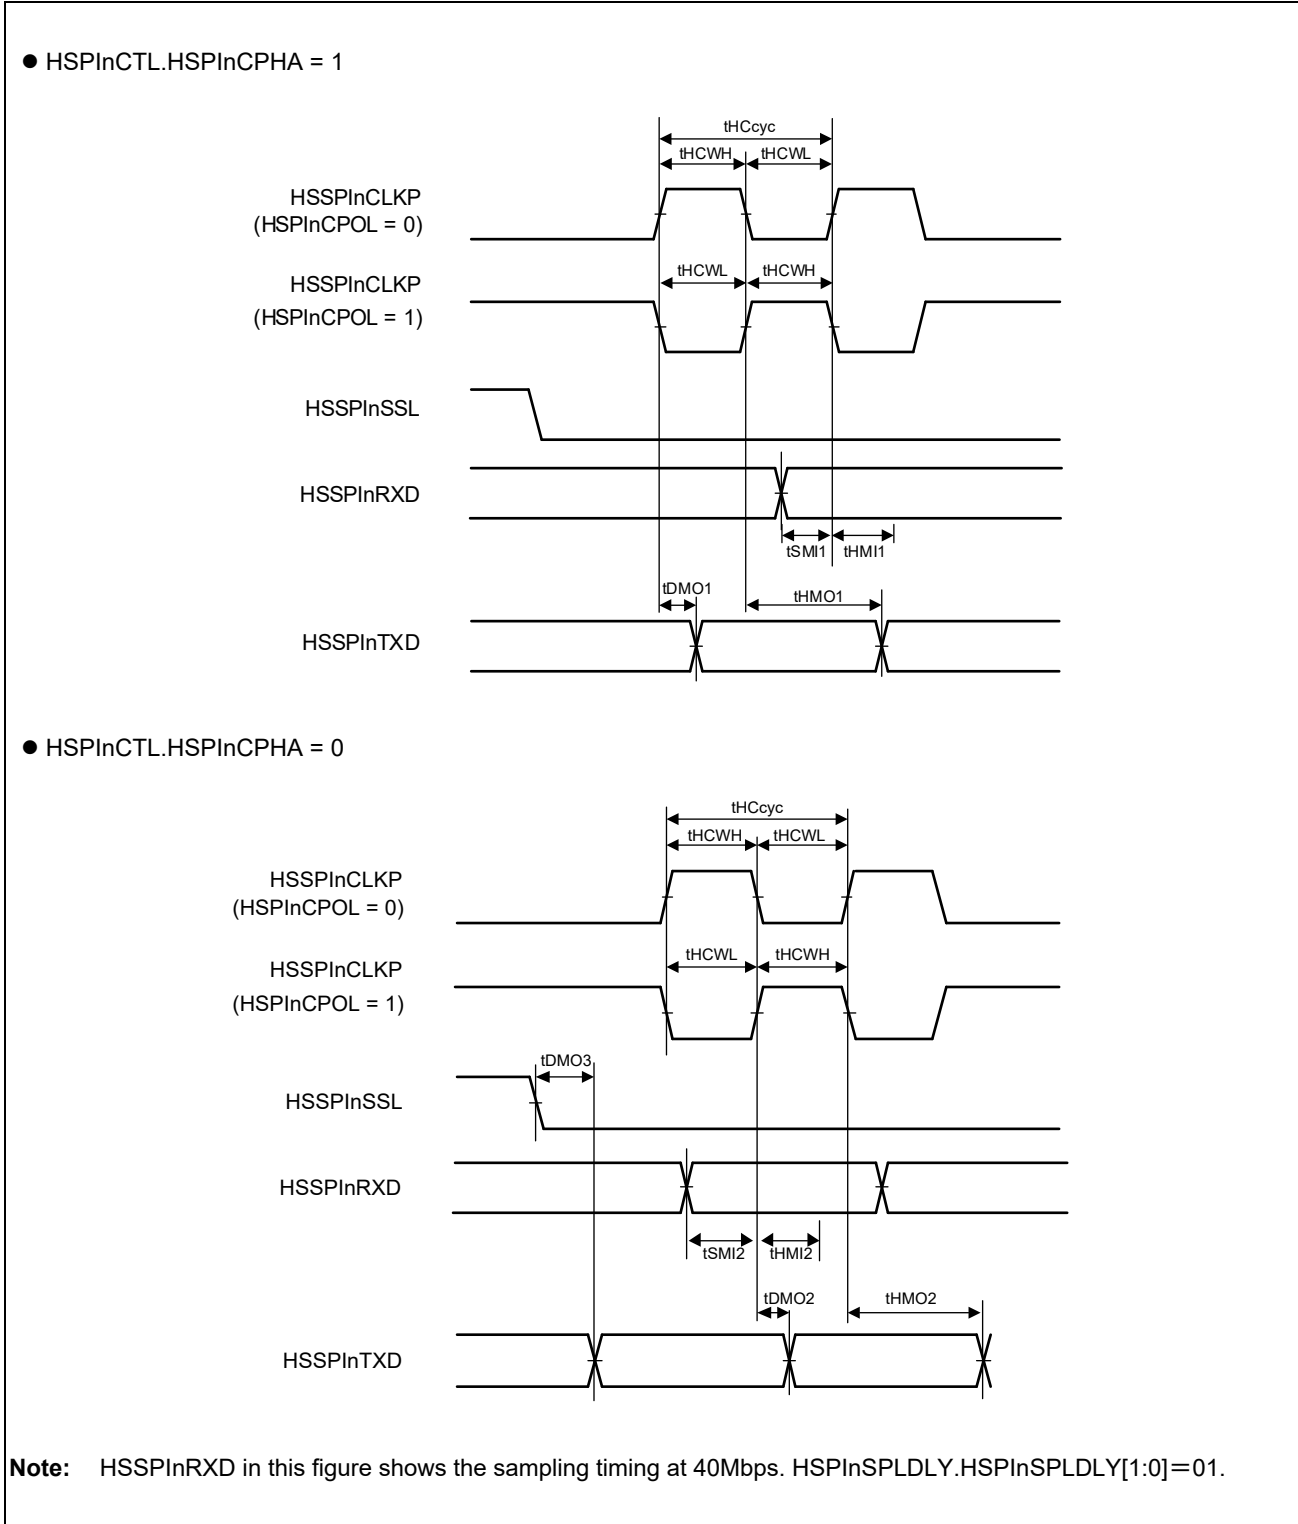 ● HSPInCTL.HSPInCPHA = 1
tHCcyc
tHCWH tHCWL
HSSPInCLKP
(HSPInCPOL = 0)
tHCWL tHCWH
HSSPInCLKP
(HSPInCPOL = 1)
HSSPInSSL
HSSPInRXD
tSMI1 tHMI1
tDMO1 tHMO1
HSSPInTXD
● HSPInCTL.HSPInCPHA = 0
tHCcyc
tHCWH tHCWL
HSSPInCLKP
(HSPInCPOL = 0)
tHCWL tHCWH
HSSPInCLKP
(HSPInCPOL = 1)
tDMO3
HSSPInSSL
HSSPInRXD
tSMI2 tHMI2
tDMO2 tHMO2
HSSPInTXD
Note: HSSPInRXD in this figure shows the sampling timing at 40Mbps. HSPInSPLDLY.HSPInSPLDLY[1:0]=01.